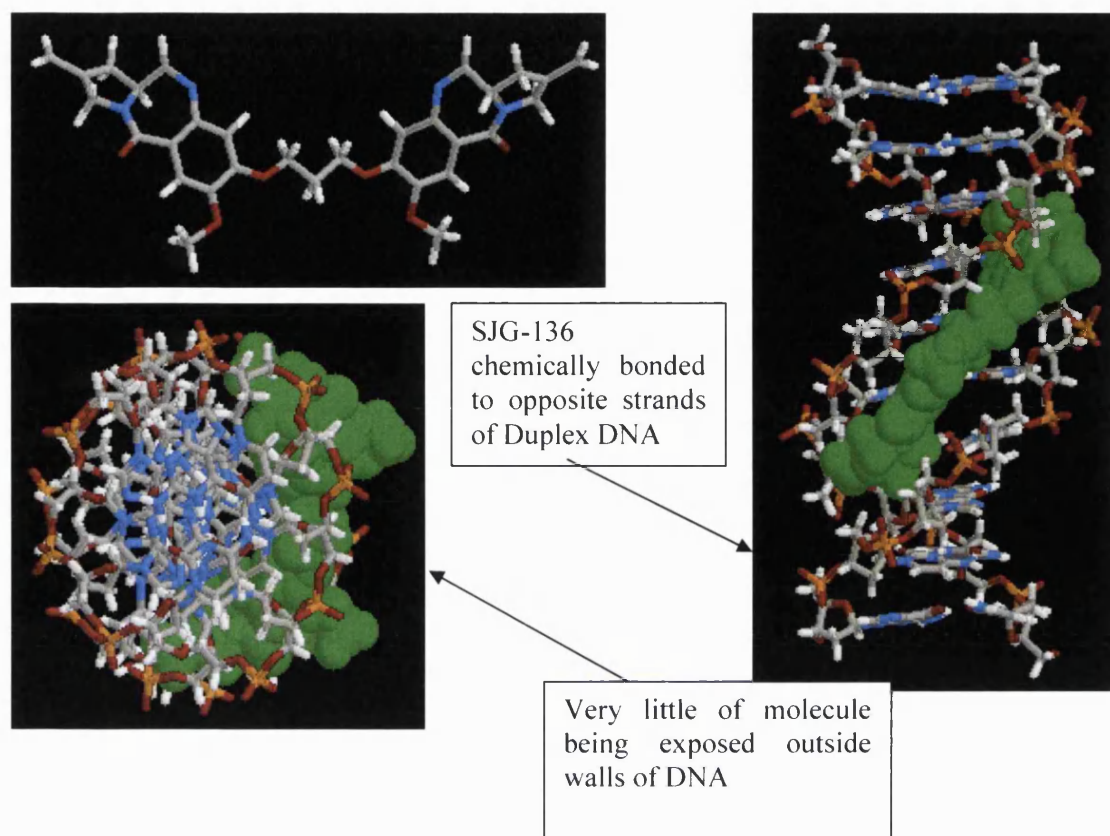 SJG-136
chemically bonded
to opposite strands
of Duplex DNA
Very little of molecule
being exposed outside
walls of DNA